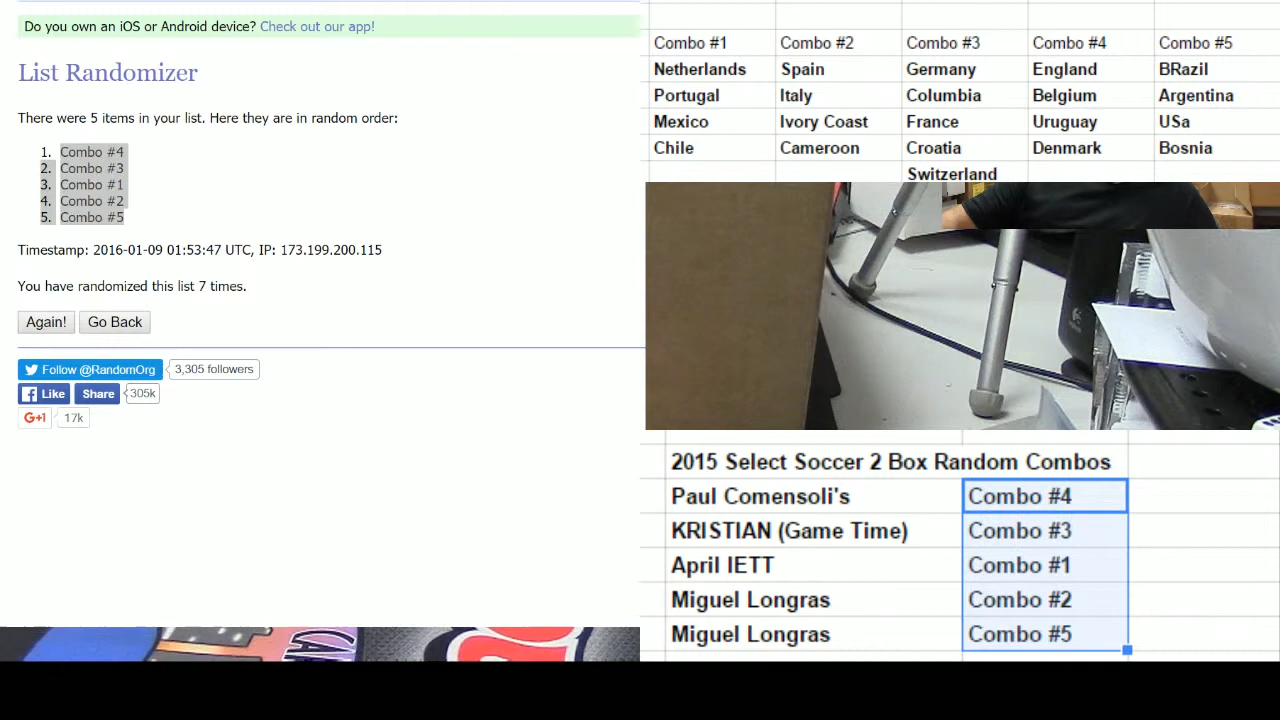 Do you own an iOS or Android device? Check out our app!
List Randomizer
There were 5 items in your list. Here they are in random order:
1. Combo #4
2. Combo #3
3. Combo #1
4. Combo #2
5. Combo #5
Timestamp: 2016-01-09 01:53:47 UTC, IP: 173.199.200.115
You have randomized this list 7 times.
Again! Go Back
Follow @RandomOrg 3,305 followers
Like Share 305k
G+1 17k
Combo #1 Combo #2 Combo #3 Combo #4 Combo #5
Netherlands Spain Germany England BRazil
Portugal Italy Columbia Belgium Argentina
Mexico Ivory Coast France Uruguay USa
Chile Cameroon Croatia Denmark Bosnia
Switzerland
2015 Select Soccer 2 Box Random Combos
Paul Comensoli's Combo #4
KRISTIAN (Game Time) Combo #3
April IETT Combo #1
Miguel Longras Combo #2
Miguel Longras Combo #5